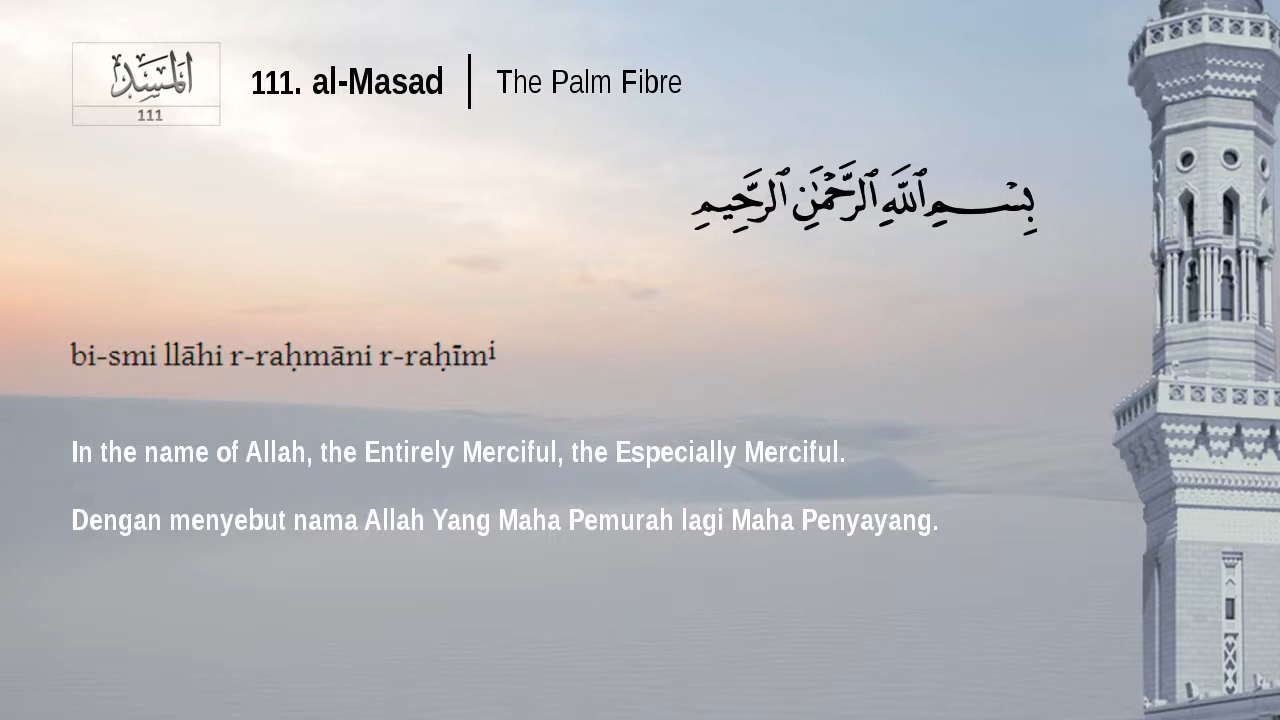 المسد
111
111. al-Masad | The Palm Fibre
بِسْمِ ٱللَّهِ ٱلرَّحْمَٰنِ ٱلرَّحِيمِ
bi-smi llāhi r-raḥmāni r-raḥīmⁱ
In the name of Allah, the Entirely Merciful, the Especially Merciful.
Dengan menyebut nama Allah Yang Maha Pemurah lagi Maha Penyayang.